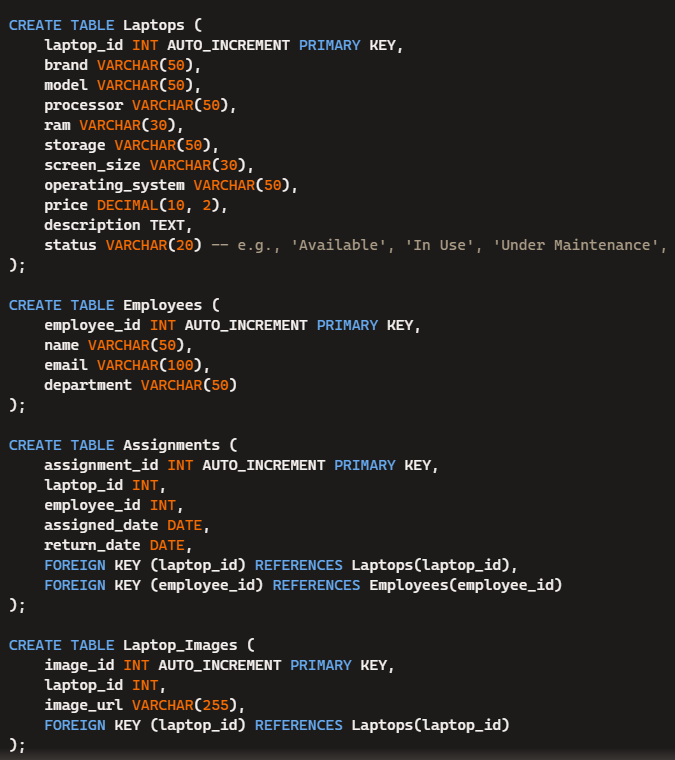 CREATE TABLE Laptops (
    laptop_id INT AUTO_INCREMENT PRIMARY KEY,
    brand VARCHAR(50),
    model VARCHAR(50),
    processor VARCHAR(50),
    ram VARCHAR(30),
    storage VARCHAR(50),
    screen_size VARCHAR(30),
    operating_system VARCHAR(50),
    price DECIMAL(10, 2),
    description TEXT,
    status VARCHAR(20) -- e.g., 'Available', 'In Use', 'Under Maintenance',
);

CREATE TABLE Employees (
    employee_id INT AUTO_INCREMENT PRIMARY KEY,
    name VARCHAR(50),
    email VARCHAR(100),
    department VARCHAR(50)
);

CREATE TABLE Assignments (
    assignment_id INT AUTO_INCREMENT PRIMARY KEY,
    laptop_id INT,
    employee_id INT,
    assigned_date DATE,
    return_date DATE,
    FOREIGN KEY (laptop_id) REFERENCES Laptops(laptop_id),
    FOREIGN KEY (employee_id) REFERENCES Employees(employee_id)
);

CREATE TABLE Laptop_Images (
    image_id INT AUTO_INCREMENT PRIMARY KEY,
    laptop_id INT,
    image_url VARCHAR(255),
    FOREIGN KEY (laptop_id) REFERENCES Laptops(laptop_id)
);